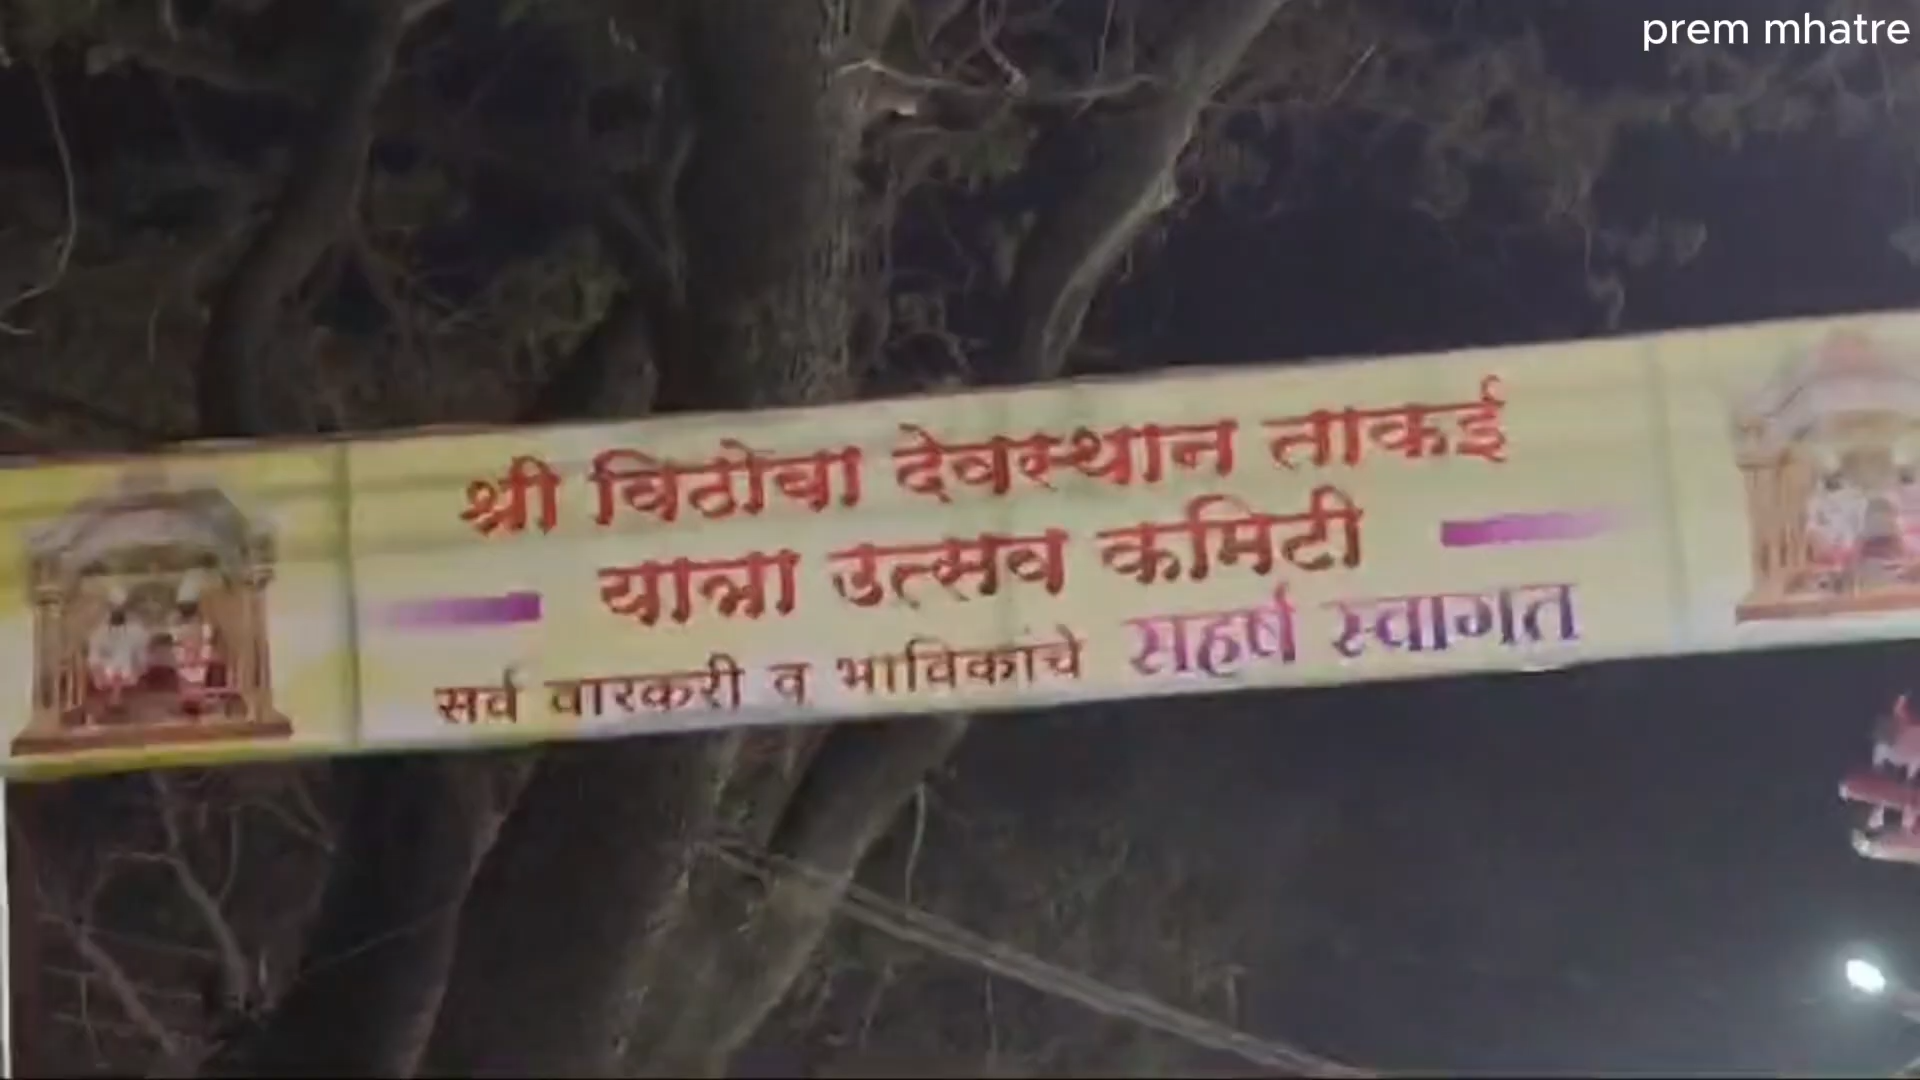 prem mhatre
श्री विठोबा देवस्थान ताकई
यात्रा उत्सव कमिटी
सर्व वारकरी व भाविकांचे सहर्ष स्वागत